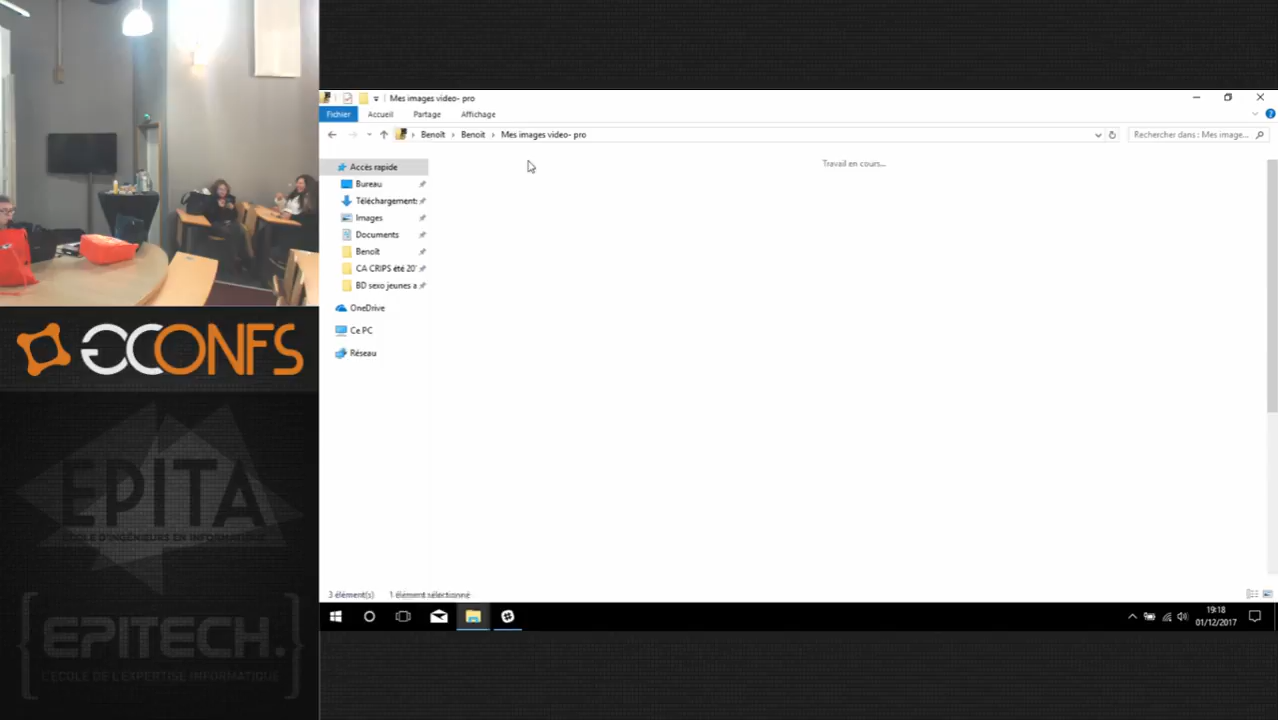 Mes images video- pro
Fichier Accueil Partage Affichage
Benoît > Benoit > Mes images video- pro
Rechercher dans : Mes image...
Accès rapide
Travail en cours...
Bureau
Téléchargement:
Images
Documents
Benoît
CA CRIPS été 20
BD sexo jeunes a
OneDrive
Ce PC
Réseau
3 élément(s) 1 élément sélectionné
19:18
01/12/2017
GCONFS
EPITA
ÉCOLE D'INGÉNIEURS EN INFORMATIQUE
{EPITECH.}
L'ÉCOLE DE L'EXPERTISE INFORMATIQUE